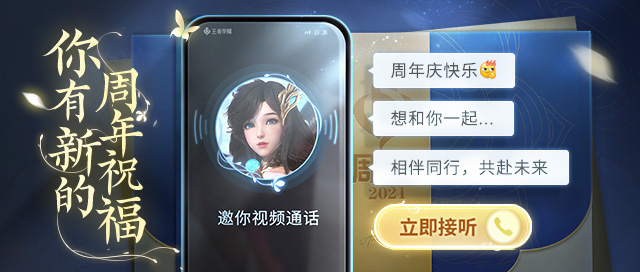 你有新的
周年祝福
王者荣耀
邀你视频通话
周年庆快乐
想和你一起...
相伴同行，共赴未来
周
2021
立即接听